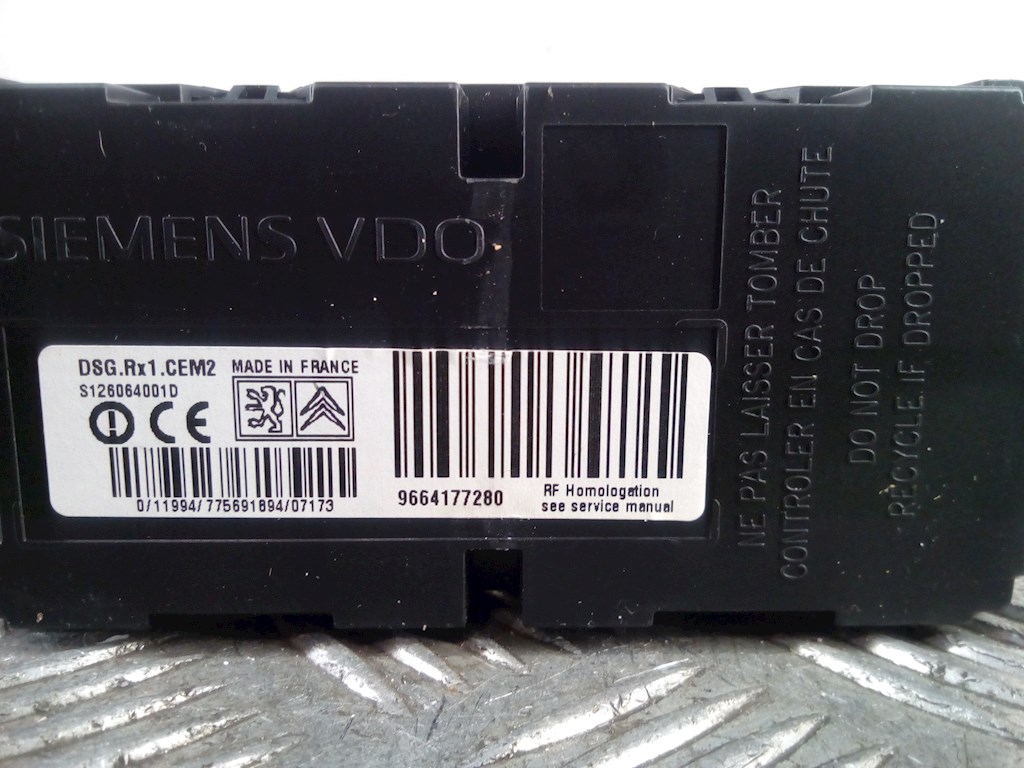 SIEMENS VDO
DSG.Rx1.CEM2 MADE IN FRANCE
S126064001D
CE
0/11994/775691894/07173
9664177280
RF Homologation
see service manual
NE PAS LAISSER TOMBER
CONTROLER EN CAS DE CHUTE
DO NOT DROP
RECYCLE.IF DROPPED